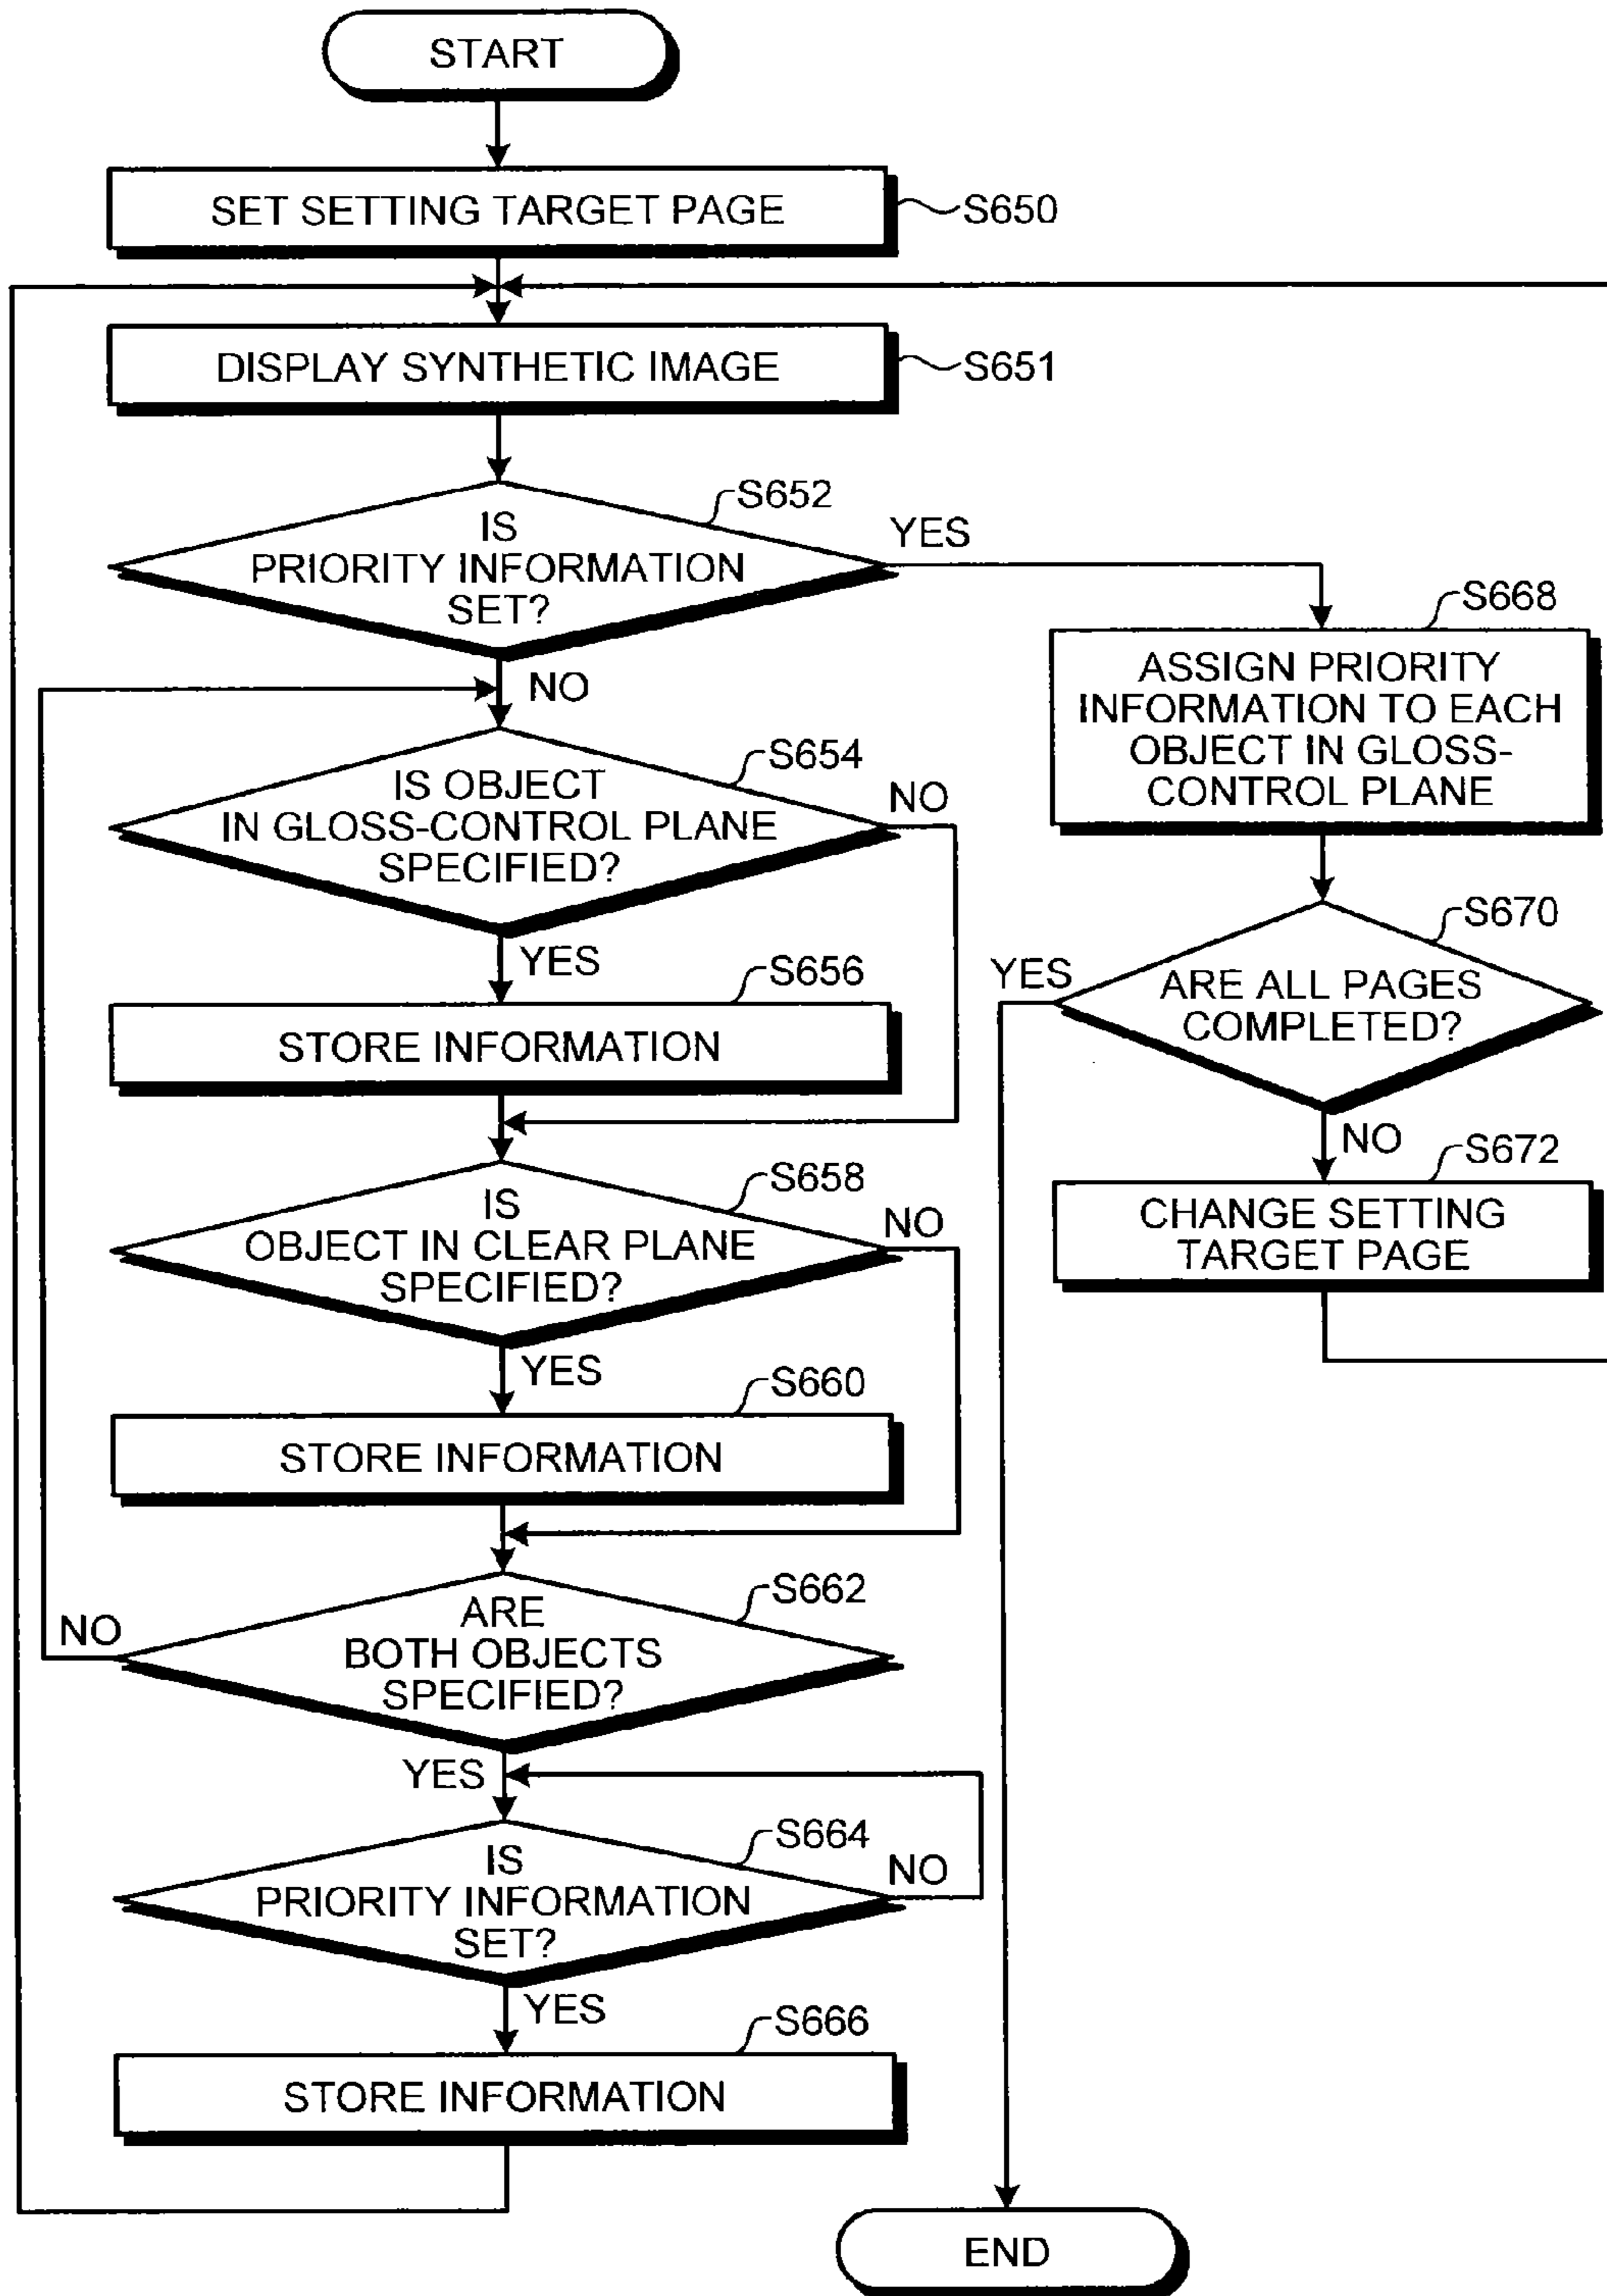 START
SET SETTING TARGET PAGE
S650
DISPLAY SYNTHETIC IMAGE
S651
S652
IS
PRIORITY INFORMATION
SET?
YES
NO
S668
ASSIGN PRIORITY
INFORMATION TO EACH
OBJECT IN GLOSS-
CONTROL PLANE
S654
IS OBJECT
IN GLOSS-CONTROL PLANE
SPECIFIED?
NO
YES
S670
ARE ALL PAGES
COMPLETED?
YES
NO
S656
STORE INFORMATION
S672
CHANGE SETTING
TARGET PAGE
S658
IS
OBJECT IN CLEAR PLANE
SPECIFIED?
NO
YES
S660
STORE INFORMATION
S662
ARE
BOTH OBJECTS
SPECIFIED?
NO
YES
S664
IS
PRIORITY INFORMATION
SET?
NO
YES
S666
STORE INFORMATION
END